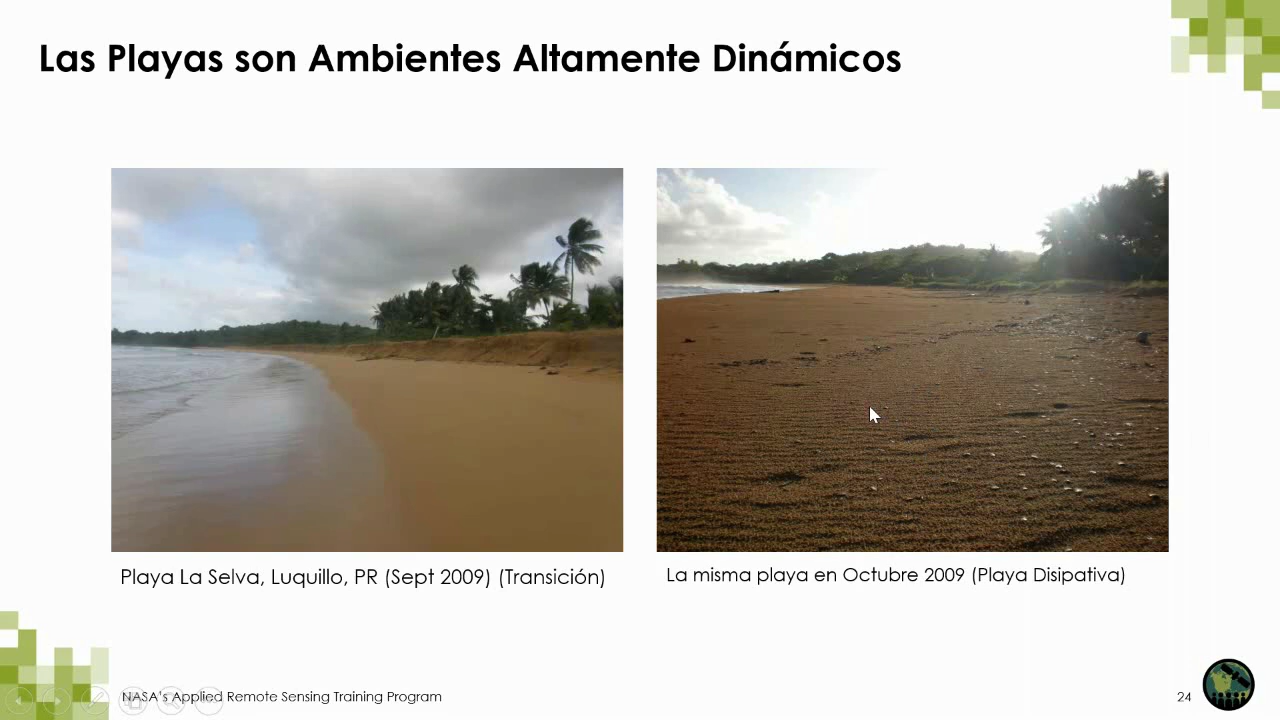 Las Playas son Ambientes Altamente Dinámicos
Playa La Selva, Luquillo, PR (Sept 2009) (Transición)
La misma playa en Octubre 2009 (Playa Disipativa)
NASA's Applied Remote Sensing Training Program
24